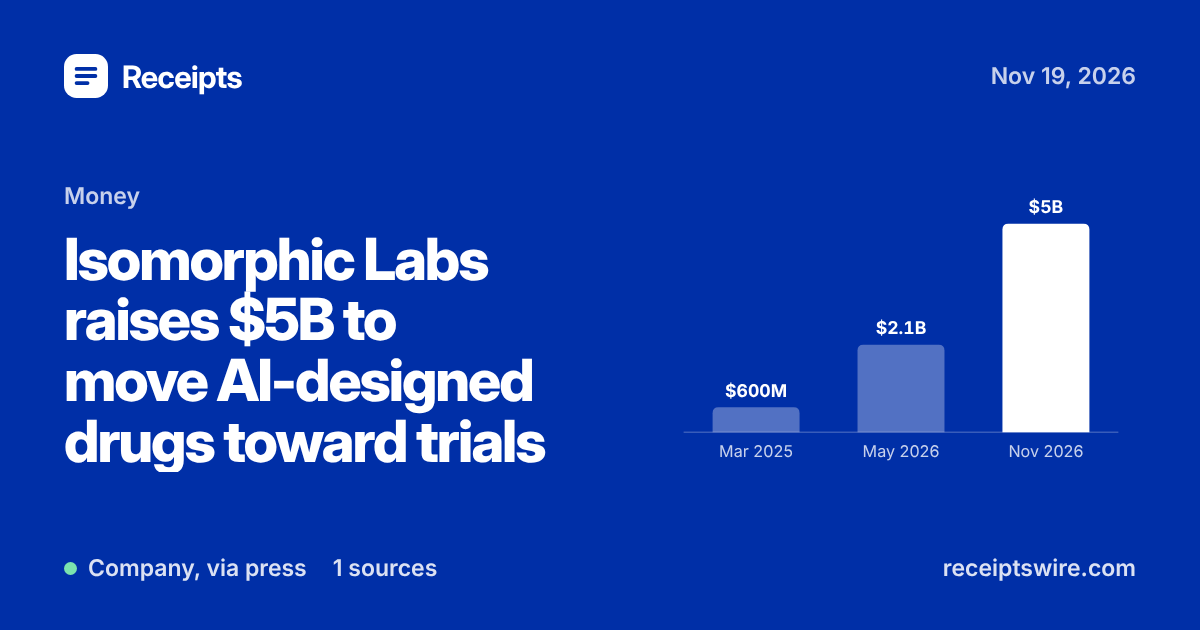 Receipts
Nov 19, 2026
Money
Isomorphic Labs
raises $5B to
move AI-designed
drugs toward trials
$600M
$2.1B
$5B
Mar 2025
May 2026
Nov 2026
Company, via press
1 sources
receiptswire.com